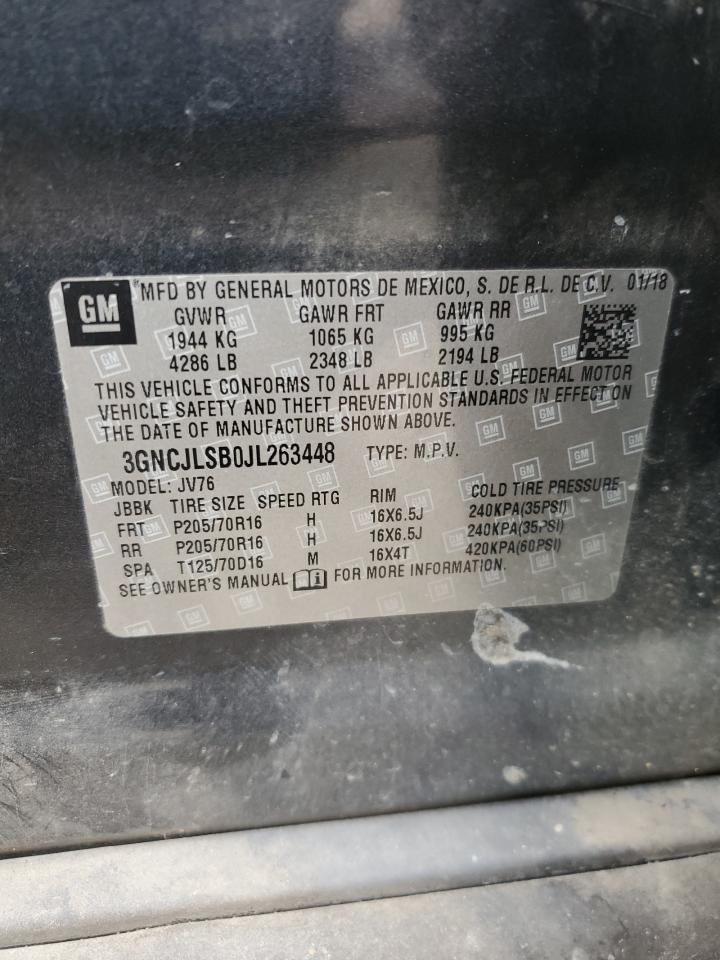 GM
"MFD BY GENERAL MOTORS DE MEXICO, S. DE R.L. DE C.V. 01/18
GVWR GAWR FRT GAWR RR
1944 KG 1065 KG 995 KG
4286 LB 2348 LB 2194 LB
THIS VEHICLE CONFORMS TO ALL APPLICABLE U.S. FEDERAL MOTOR
VEHICLE SAFETY AND THEFT PREVENTION STANDARDS IN EFFECT ON
THE DATE OF MANUFACTURE SHOWN ABOVE.
3GNCJLSB0JL263448 TYPE: M.P.V.
MODEL: JV76
JBBK TIRE SIZE SPEED RTG RIM COLD TIRE PRESSURE
FRT P205/70R16 H 16X6.5J 240KPA(35PSI)
RR P205/70R16 H 16X6.5J 240KPA(35PSI)
SPA T125/70D16 M 16X4T 420KPA(60PSI)
SEE OWNER'S MANUAL FOR MORE INFORMATION.